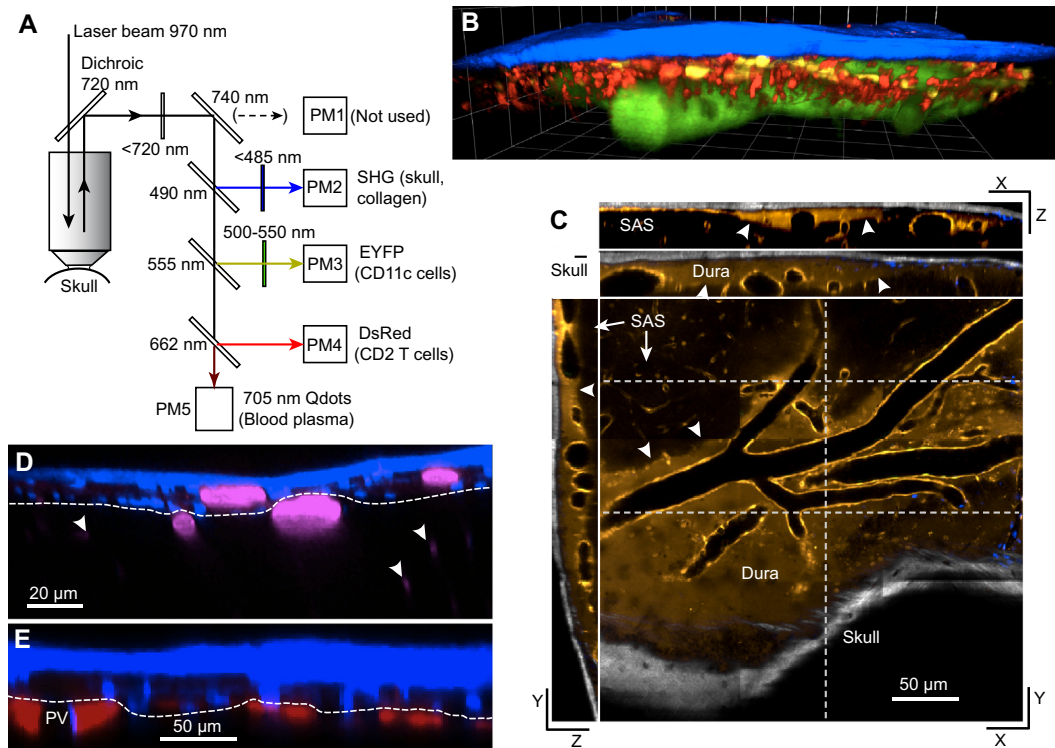 A
Laser beam 970 nm
Dichroic
720 nm
740 nm
PM1
(Not used)
<720 nm
<485 nm
PM2
SHG (skull,
collagen)
490 nm
500-550 nm
PM3
EYFP
(CD11c cells)
555 nm
Skull
PM4
DsRed
(CD2 T cells)
662 nm
PM5
705 nm Qdots
(Blood plasma)
B
C
X
Z
SAS
Skull
Dura
SAS
Dura
Skull
50 µm
Y
Z
Y
X
D
20 µm
E
PV
50 µm